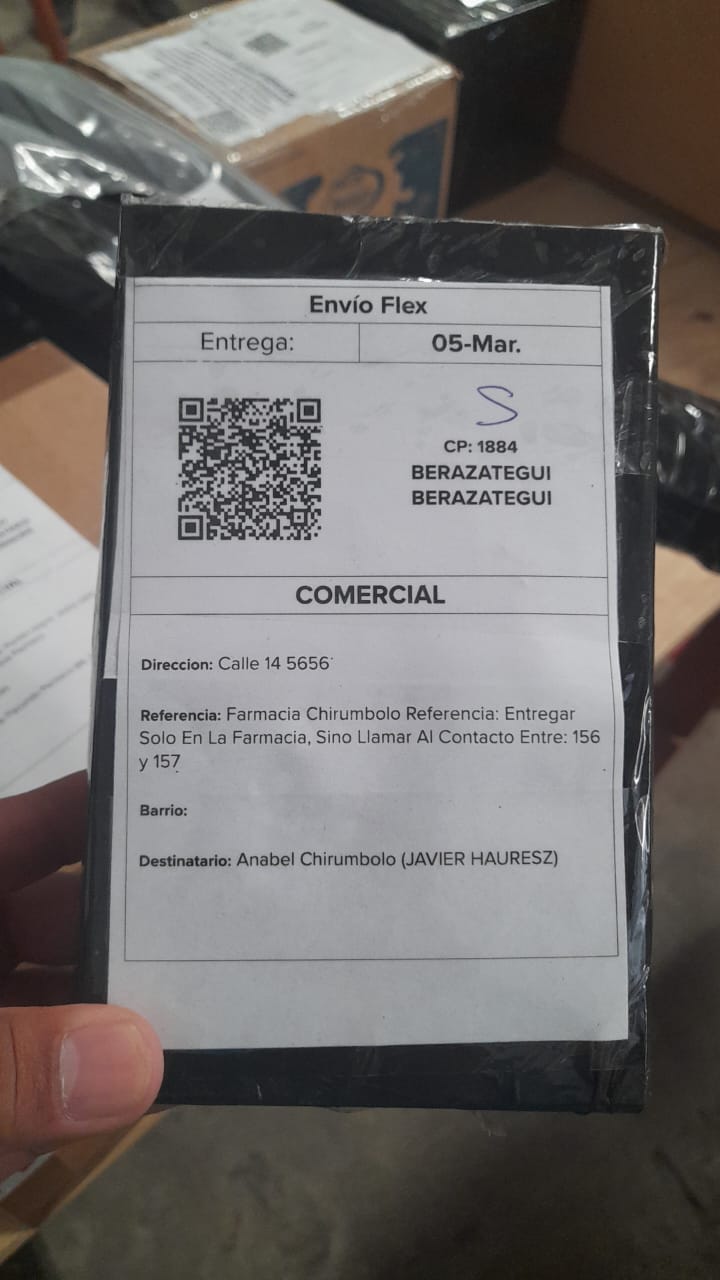 Envío Flex
Entrega: 05-Mar.
S
CP: 1884
BERAZATEGUI
BERAZATEGUI
COMERCIAL
Direccion: Calle 14 5656
Referencia: Farmacia Chirumbolo Referencia: Entregar
Solo En La Farmacia, Sino Llamar Al Contacto Entre: 156
y 157
Barrio:
Destinatario: Anabel Chirumbolo (JAVIER HAURESZ)